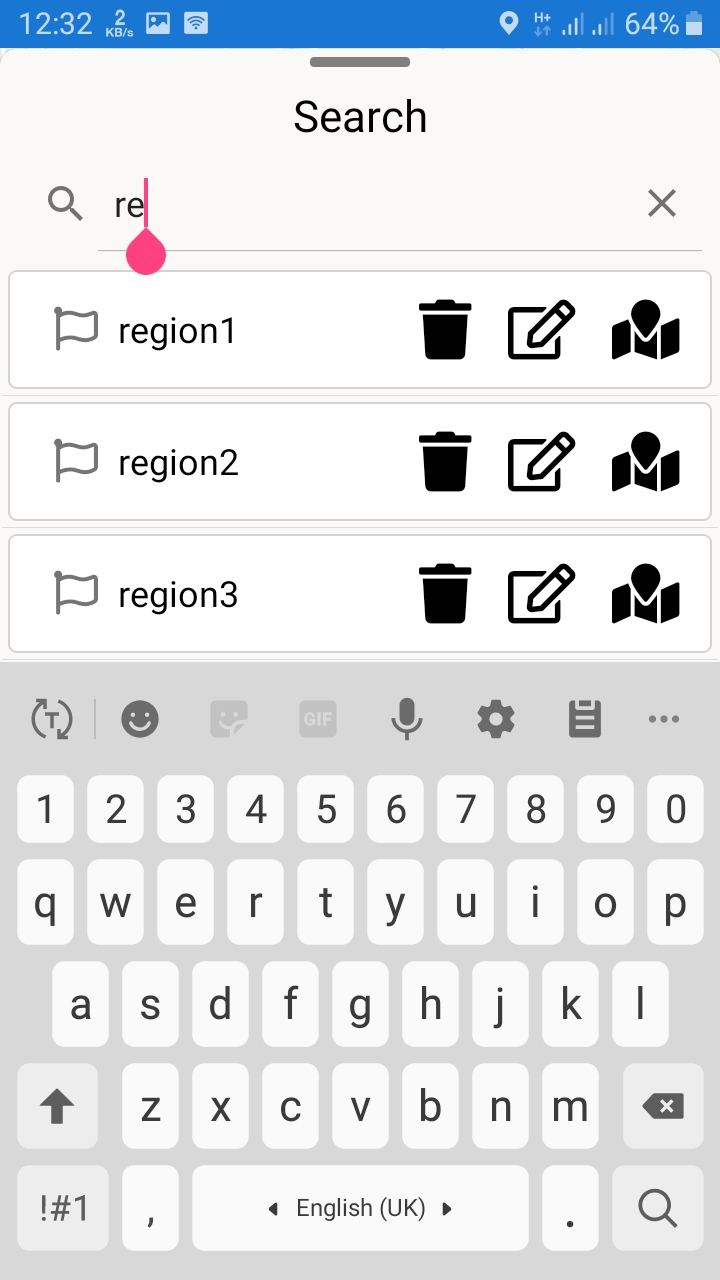 12:32 2 KB/s H+ 64%
Search
re
region1
region2
region3
T GIF
1 2 3 4 5 6 7 8 9 0
q w e r t y u i o p
a s d f g h j k l
z x c v b n m
!#1 , English (UK) .